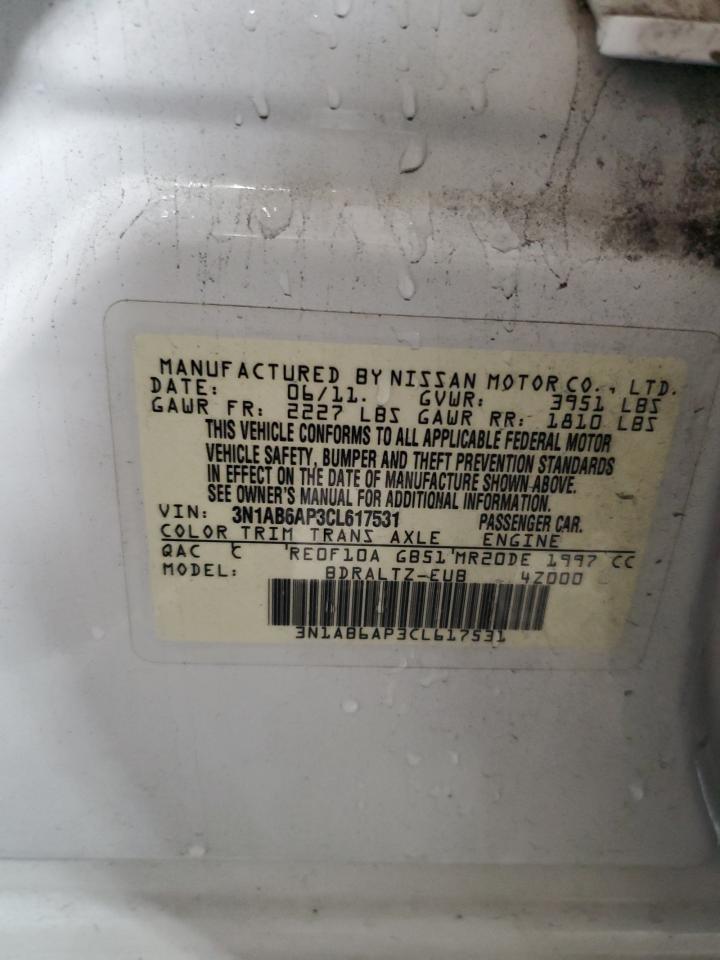 MANUFACTURED BY NISSAN MOTOR CO., LTD.
DATE: 06/11. GVWR: 3951 LBS
GAWR FR: 2227 LBS GAWR RR: 1810 LBS
THIS VEHICLE CONFORMS TO ALL APPLICABLE FEDERAL MOTOR
VEHICLE SAFETY, BUMPER AND THEFT PREVENTION STANDARDS
IN EFFECT ON THE DATE OF MANUFACTURE SHOWN ABOVE.
SEE OWNER'S MANUAL FOR ADDITIONAL INFORMATION.
VIN: 3N1AB6AP3CL617531 PASSENGER CAR.
COLOR TRIM TRANS AXLE ENGINE
QAC C RE0F10A GB51 MR20DE 1997 CC
MODEL: BDRALTZ-EUB 4Z000 C
3N1AB6AP3CL617531